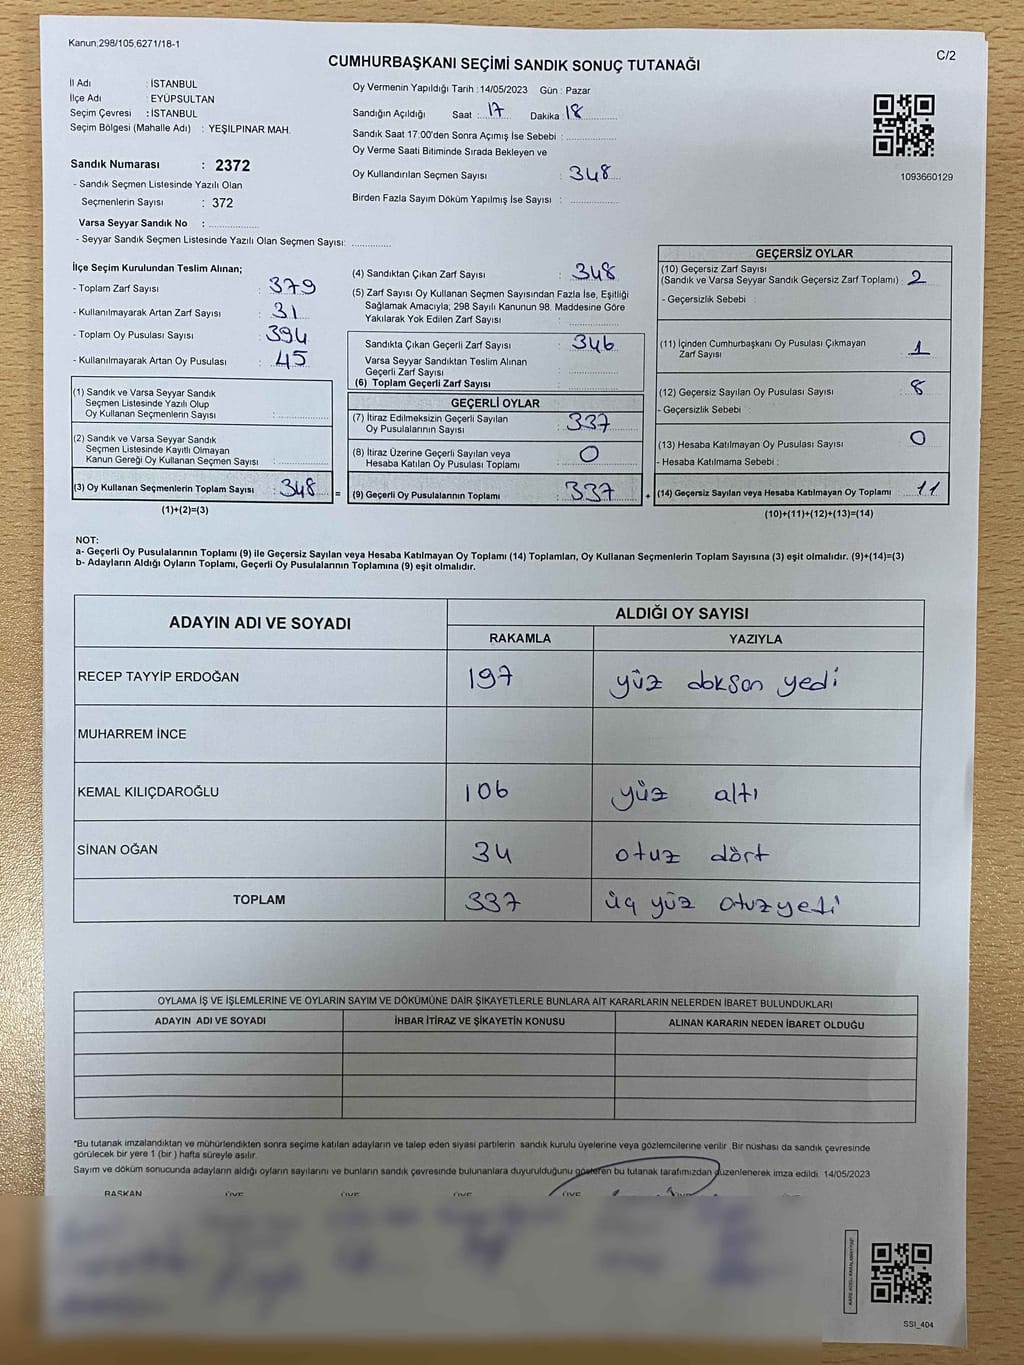 Kanun;298/105,6271/18-1
C/2
CUMHURBAŞKANI SEÇİMİ SANDIK SONUÇ TUTANAĞI
İl Adı : İSTANBUL
İlçe Adı : EYÜPSULTAN
Seçim Çevresi : İSTANBUL
Seçim Bölgesi (Mahalle Adı) : YEŞİLPINAR MAH.
Sandık Numarası : 2372
- Sandık Seçmen Listesinde Yazılı Olan
Seçmenlerin Sayısı : 372
Varsa Seyyar Sandık No :
- Seyyar Sandık Seçmen Listesinde Yazılı Olan Seçmen Sayısı:
Oy Vermenin Yapıldığı Tarih : 14/05/2023 Gün : Pazar
Sandığın Açıldığı Saat : 17 Dakika : 18
Sandık Saat 17:00'den Sonra Açımış İse Sebebi :
Oy Verme Saati Bitiminde Sırada Bekleyen ve
Oy Kullandırılan Seçmen Sayısı : 348
Birden Fazla Sayım Döküm Yapılmış İse Sayısı :
1093660129
İlçe Seçim Kurulundan Teslim Alınan;
- Toplam Zarf Sayısı : 379
- Kullanılmayarak Artan Zarf Sayısı : 31
- Toplam Oy Pusulası Sayısı : 394
- Kullanılmayarak Artan Oy Pusulası : 45
(1) Sandık ve Varsa Seyyar Sandık
Seçmen Listesinde Yazılı Olup
Oy Kullanan Seçmenlerin Sayısı :
(2) Sandık ve Varsa Seyyar Sandık
Seçmen Listesinde Kayıtlı Olmayan
Kanun Gereği Oy Kullanan Seçmen Sayısı :
(3) Oy Kullanan Seçmenlerin Toplam Sayısı : 348 =
(1)+(2)=(3)
(4) Sandıktan Çıkan Zarf Sayısı : 348
(5) Zarf Sayısı Oy Kullanan Seçmen Sayısından Fazla İse, Eşitliği
Sağlamak Amacıyla; 298 Sayılı Kanunun 98. Maddesine Göre
Yakılarak Yok Edilen Zarf Sayısı :
Sandıkta Çıkan Geçerli Zarf Sayısı : 346
Varsa Seyyar Sandıktan Teslim Alınan
Geçerli Zarf Sayısı :
(6) Toplam Geçerli Zarf Sayısı :
GEÇERLİ OYLAR
(7) İtiraz Edilmeksizin Geçerli Sayılan
Oy Pusulalarının Sayısı : 337
(8) İtiraz Üzerine Geçerli Sayılan veya
Hesaba Katılan Oy Pusulası Toplamı : 0
(9) Geçerli Oy Pusulalarının Toplamı : 337 +
GEÇERSİZ OYLAR
(10) Geçersiz Zarf Sayısı
(Sandık ve Varsa Seyyar Sandık Geçersiz Zarf Toplamı) : 2
- Geçersizlik Sebebi :
(11) İçinden Cumhurbaşkanı Oy Pusulası Çıkmayan
Zarf Sayısı : 1
(12) Geçersiz Sayılan Oy Pusulası Sayısı : 8
- Geçersizlik Sebebi :
(13) Hesaba Katılmayan Oy Pusulası Sayısı : 0
- Hesaba Katılmama Sebebi :
(14) Geçersiz Sayılan veya Hesaba Katılmayan Oy Toplamı : 11
(10)+(11)+(12)+(13)=(14)
NOT:
a- Geçerli Oy Pusulalarının Toplamı (9) ile Geçersiz Sayılan veya Hesaba Katılmayan Oy Toplamı (14) Toplamları, Oy Kullanan Seçmenlerin Toplam Sayısına (3) eşit olmalıdır. (9)+(14)=(3)
b- Adayların Aldığı Oyların Toplamı, Geçerli Oy Pusulalarının Toplamına (9) eşit olmalıdır.
ADAYIN ADI VE SOYADI ALDIĞI OY SAYISI
RAKAMLA YAZIYLA
RECEP TAYYİP ERDOĞAN 197 yüz doksan yedi
MUHARREM İNCE
KEMAL KILIÇDAROĞLU 106 yüz altı
SİNAN OĞAN 34 otuz dört
TOPLAM 337 üç yüz otuzyedi
OYLAMA İŞ VE İŞLEMLERİNE VE OYLARIN SAYIM VE DÖKÜMÜNE DAİR ŞİKAYETLERLE BUNLARA AİT KARARLARIN NELERDEN İBARET BULUNDUKLARI
ADAYIN ADI VE SOYADI İHBAR İTİRAZ VE ŞİKAYETİN KONUSU ALINAN KARARIN NEDEN İBARET OLDUĞU
*Bu tutanak imzalandıktan ve mühürlendikten sonra seçime katılan adayların ve talep eden siyasi partilerin sandık kurulu üyelerine veya gözlemcilerine verilir. Bir nüshası da sandık çevresinde
görülecek bir yere 1 (bir ) hafta süreyle asılır.
Sayım ve döküm sonucunda adayların aldığı oyların sayılarını ve bunların sandık çevresinde bulunanlara duyurulduğunu gösteren bu tutanak tarafımızdan düzenlenerek imza edildi. 14/05/2023
BAŞKAN ÜYE ÜYE ÜYE ÜYE ÜYE
SSI_404